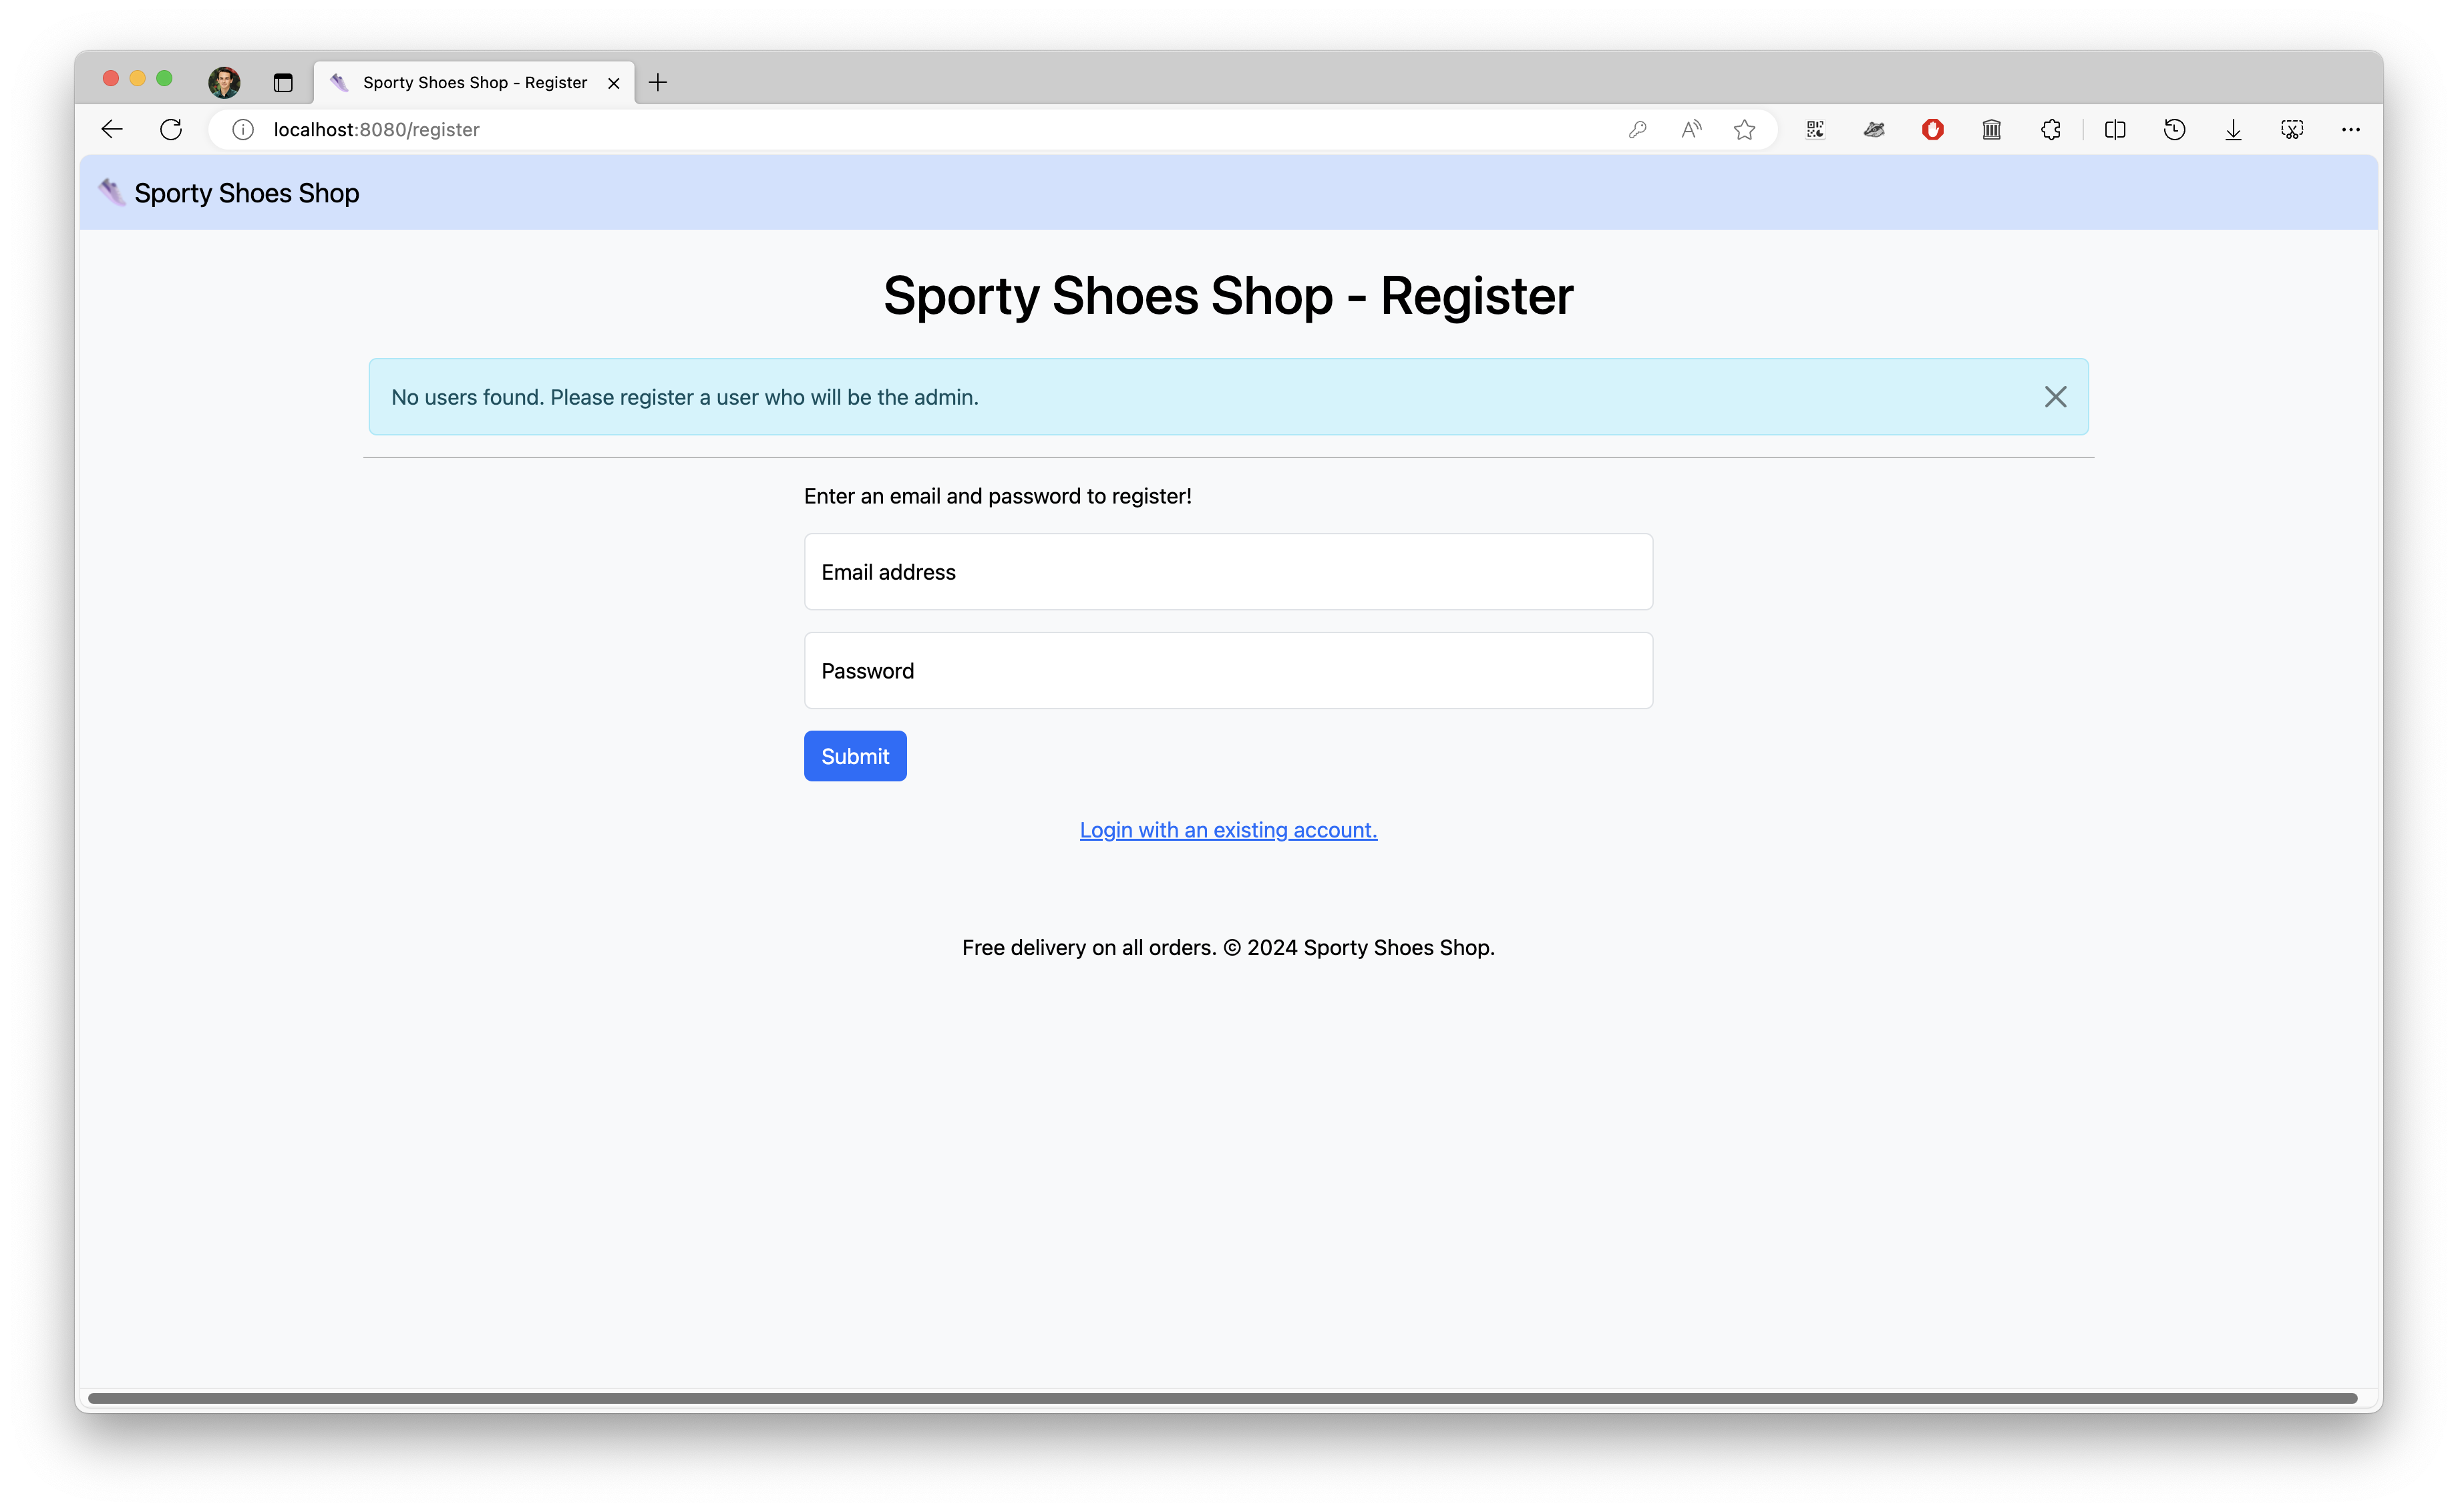 Sporty Shoes Shop - Register
localhost:8080/register
Sporty Shoes Shop
Sporty Shoes Shop - Register
No users found. Please register a user who will be the admin.
Enter an email and password to register!
Email address
Password
Submit
Login with an existing account.
Free delivery on all orders. © 2024 Sporty Shoes Shop.